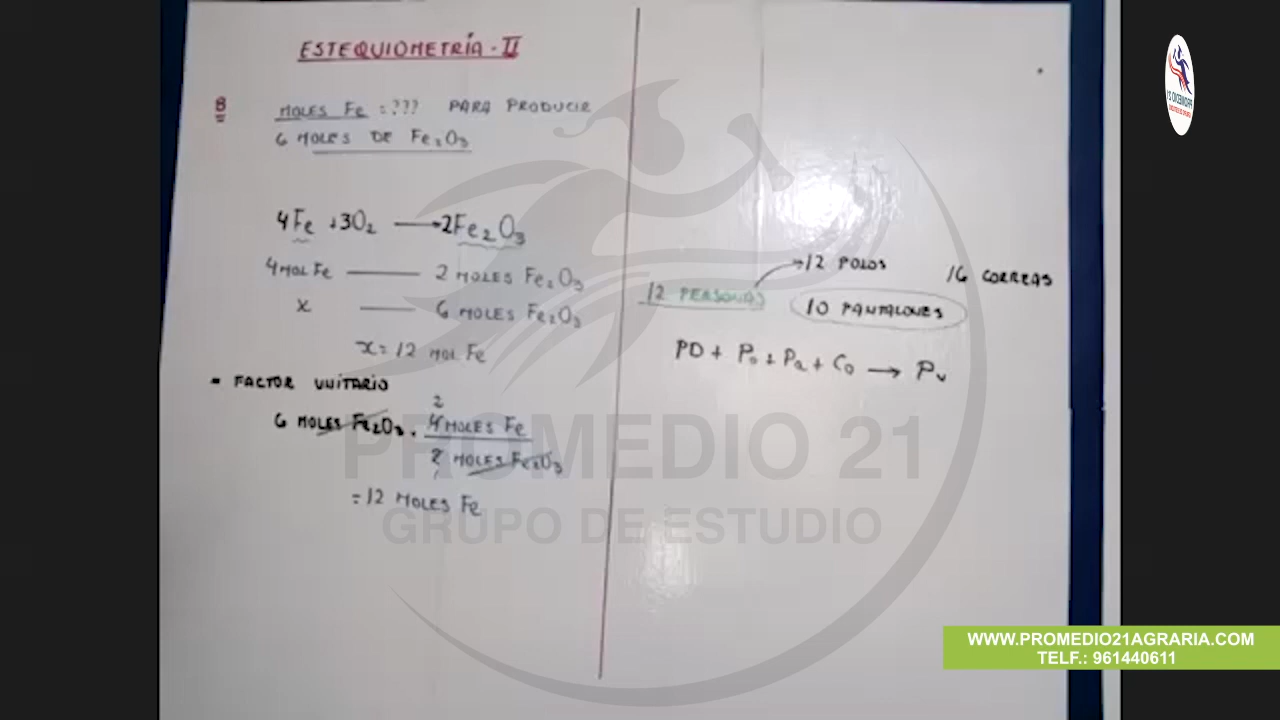 ESTEQUIOMETRÍA - II
8
MOLES Fe = ??? PARA PRODUCIR
6 MOLES DE Fe₂O₃
4Fe + 3O₂ → 2Fe₂O₃
4 MOL Fe — 2 MOLES Fe₂O₃
x — 6 MOLES Fe₂O₃
x = 12 MOL Fe
- FACTOR UNITARIO
2
6 MOLES Fe₂O₃ . 4 MOLES Fe
2 MOLES Fe₂O₃
1
= 12 MOLES Fe
12 PERSONAS → 12 POLOS
16 CORREAS
10 PANTALONES
PD + Po + Pa + Co → Pv
PROMEDIO 21
GRUPO DE ESTUDIO
WWW.PROMEDIO21AGRARIA.COM
TELF.: 961440611